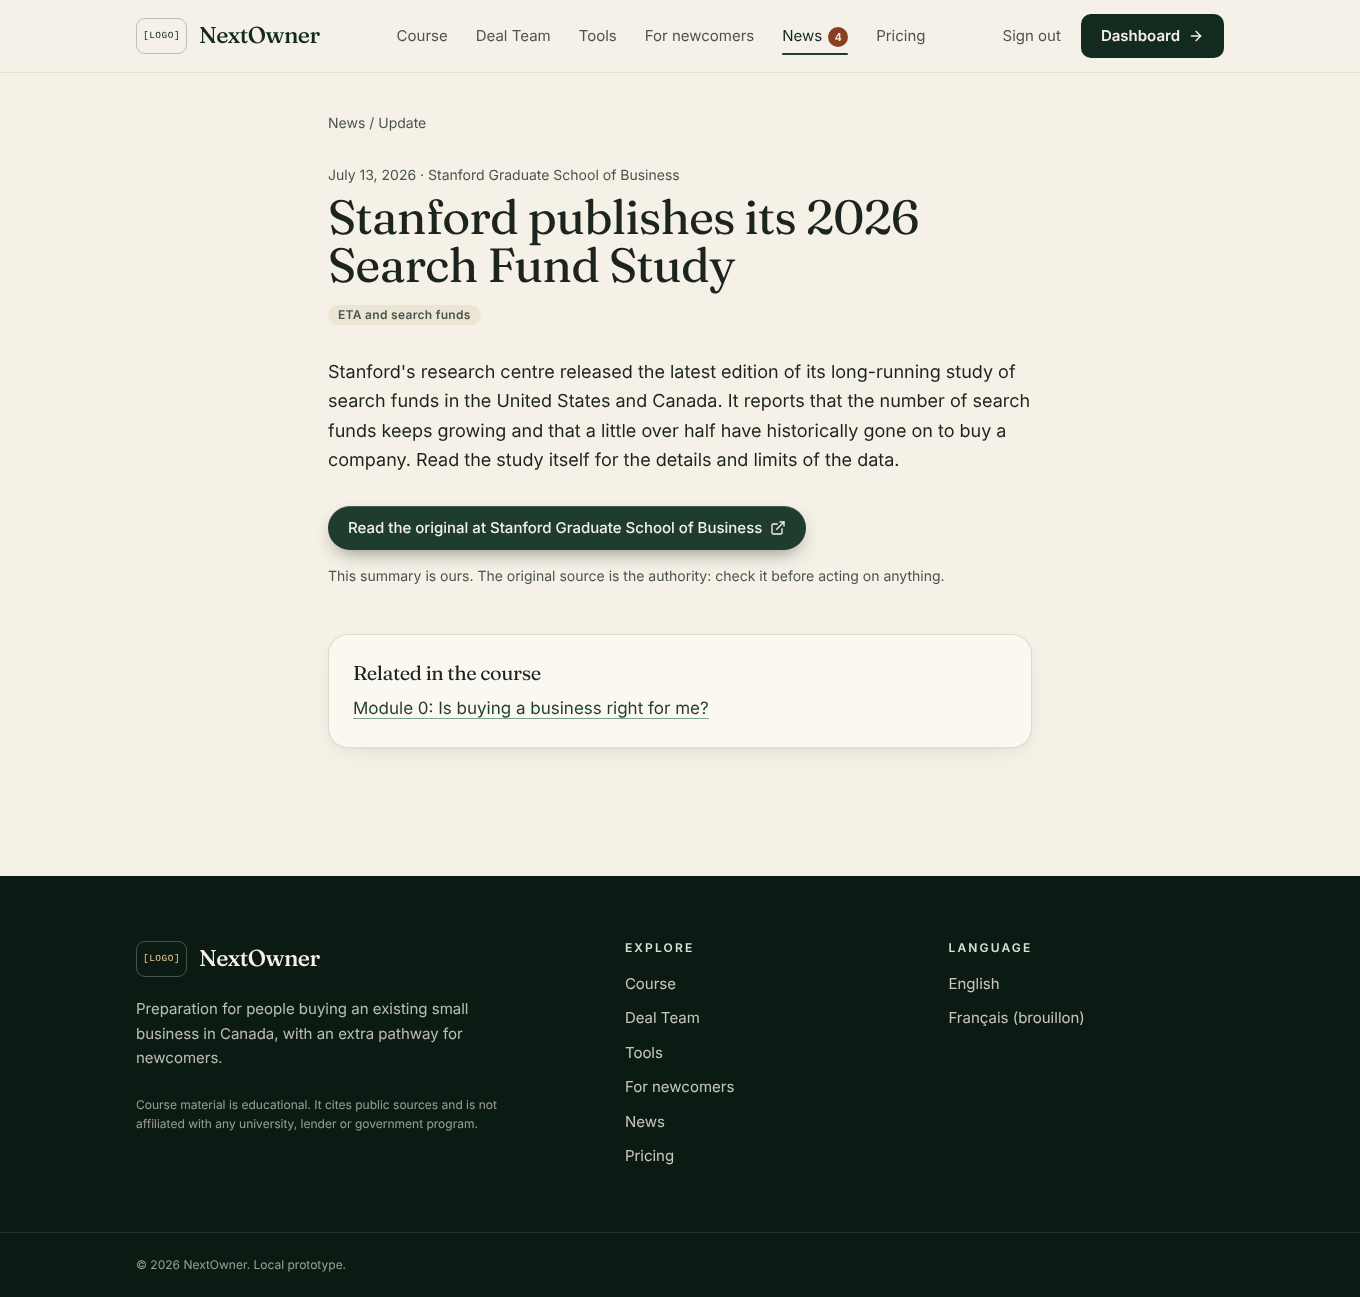 [LOGO] NextOwner Course Deal Team Tools For newcomers News 4 Pricing Sign out Dashboard →
News / Update
July 13, 2026 · Stanford Graduate School of Business
Stanford publishes its 2026
Search Fund Study
ETA and search funds
Stanford's research centre released the latest edition of its long-running study of
search funds in the United States and Canada. It reports that the number of search
funds keeps growing and that a little over half have historically gone on to buy a
company. Read the study itself for the details and limits of the data.
Read the original at Stanford Graduate School of Business
This summary is ours. The original source is the authority: check it before acting on anything.
Related in the course
Module 0: Is buying a business right for me?
[LOGO] NextOwner
Preparation for people buying an existing small
business in Canada, with an extra pathway for
newcomers.
Course material is educational. It cites public sources and is not
affiliated with any university, lender or government program.
EXPLORE
Course
Deal Team
Tools
For newcomers
News
Pricing
LANGUAGE
English
Français (brouillon)
© 2026 NextOwner. Local prototype.